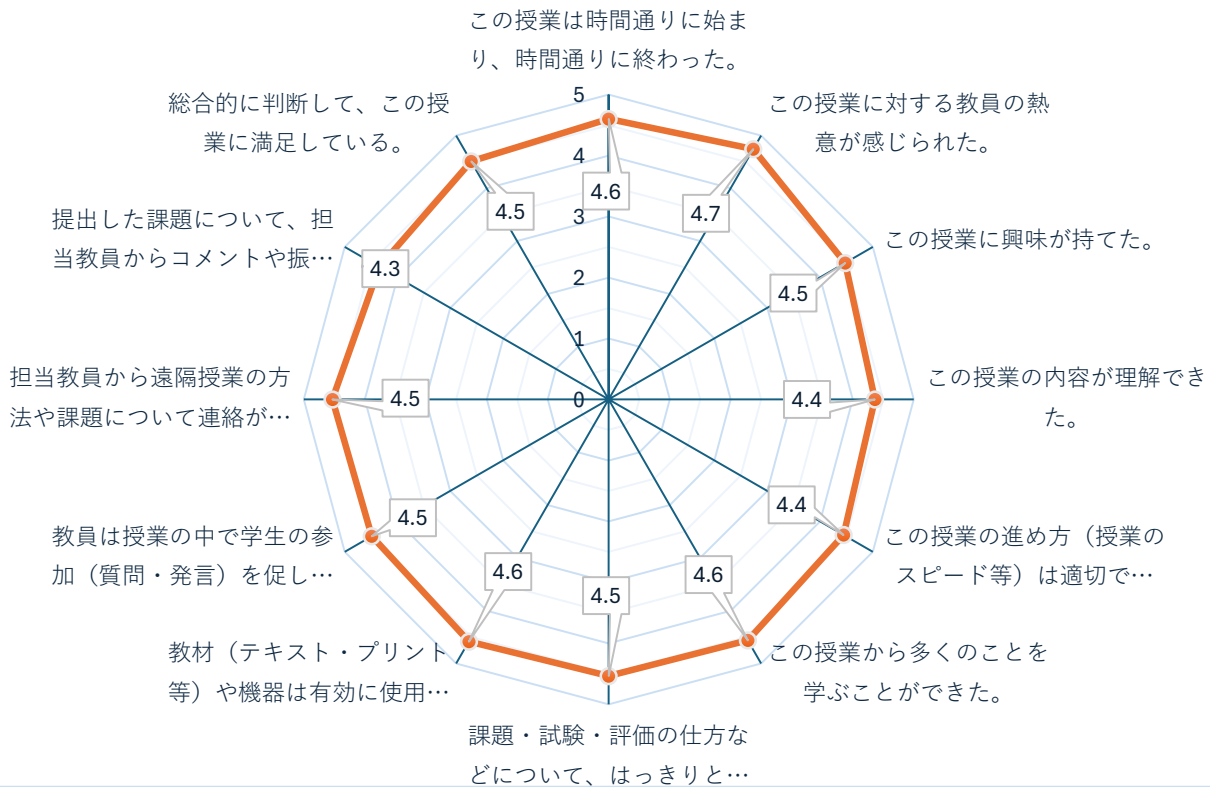 この授業は時間通りに始ま
り、時間通りに終わった。
この授業に対する教員の熱
意が感じられた。
この授業に興味が持てた。
この授業の内容が理解でき
た。
この授業の進め方（授業の
スピード等）は適切で…
この授業から多くのことを
学ぶことができた。
課題・試験・評価の仕方な
どについて、はっきりと…
教材（テキスト・プリント
等）や機器は有効に使用…
教員は授業の中で学生の参
加（質問・発言）を促し…
担当教員から遠隔授業の方
法や課題について連絡が…
提出した課題について、担
当教員からコメントや振…
総合的に判断して、この授
業に満足している。
5
4
3
2
1
0
4.6
4.7
4.5
4.4
4.4
4.6
4.5
4.6
4.5
4.5
4.3
4.5